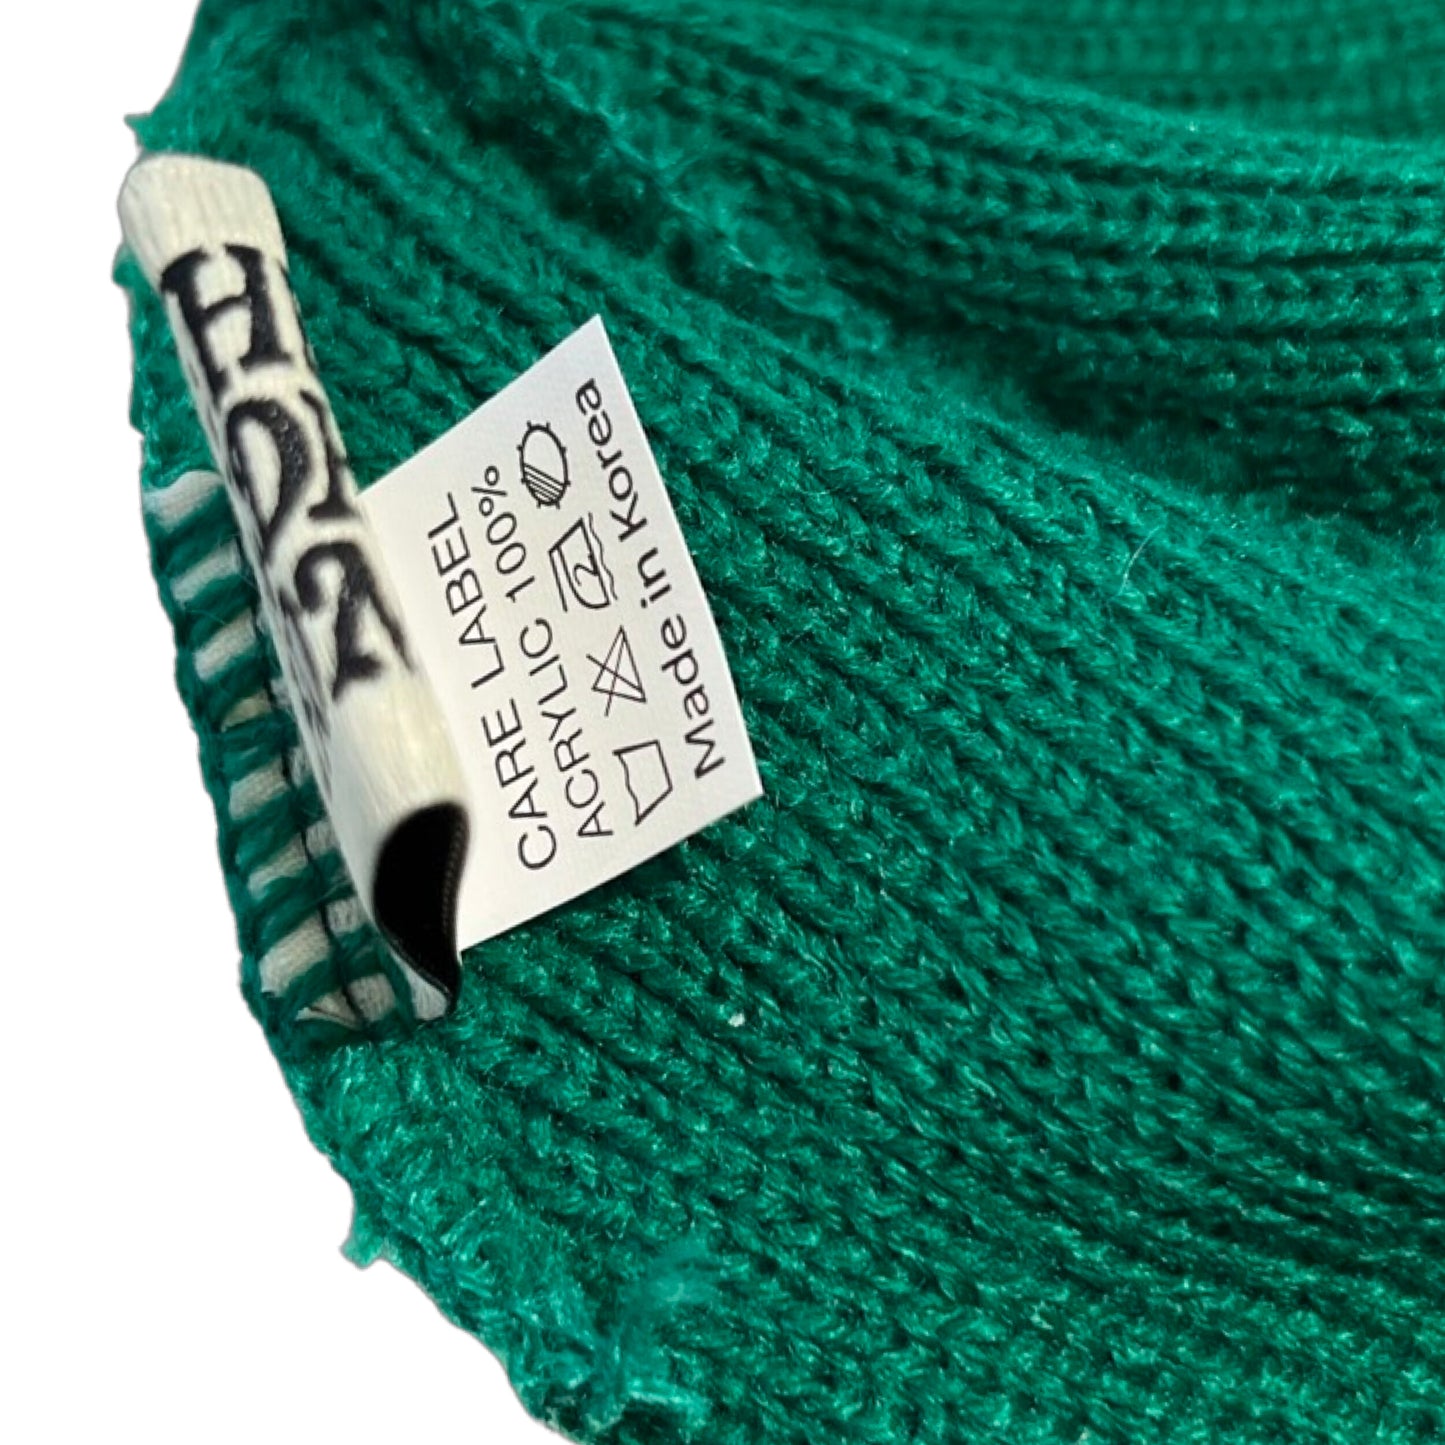 CARE LABEL
ACRYLIC 100%
Made in Korea